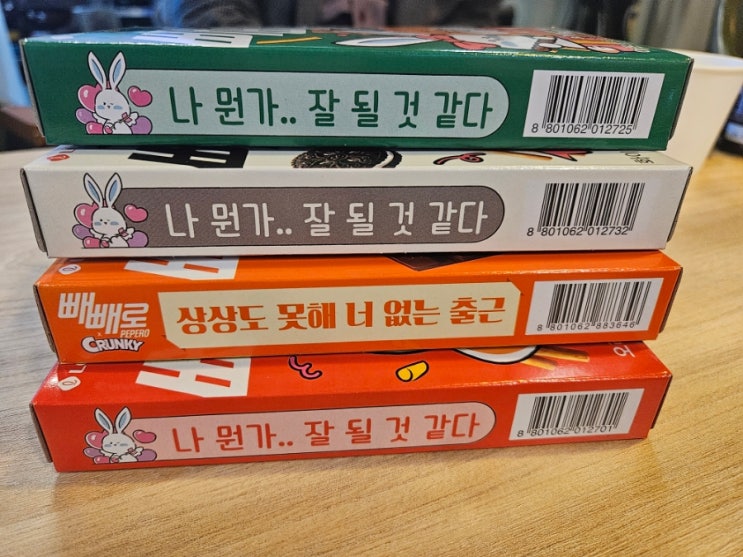 나 뭔가.. 잘 될 것 같다
8 801062 012725
나 뭔가.. 잘 될 것 같다
8 801062 012732
빼빼로
PEPERO
CRUNKY
상상도 못해 너 없는 출근
8 801062 883646
나 뭔가.. 잘 될 것 같다
8 801062 012701